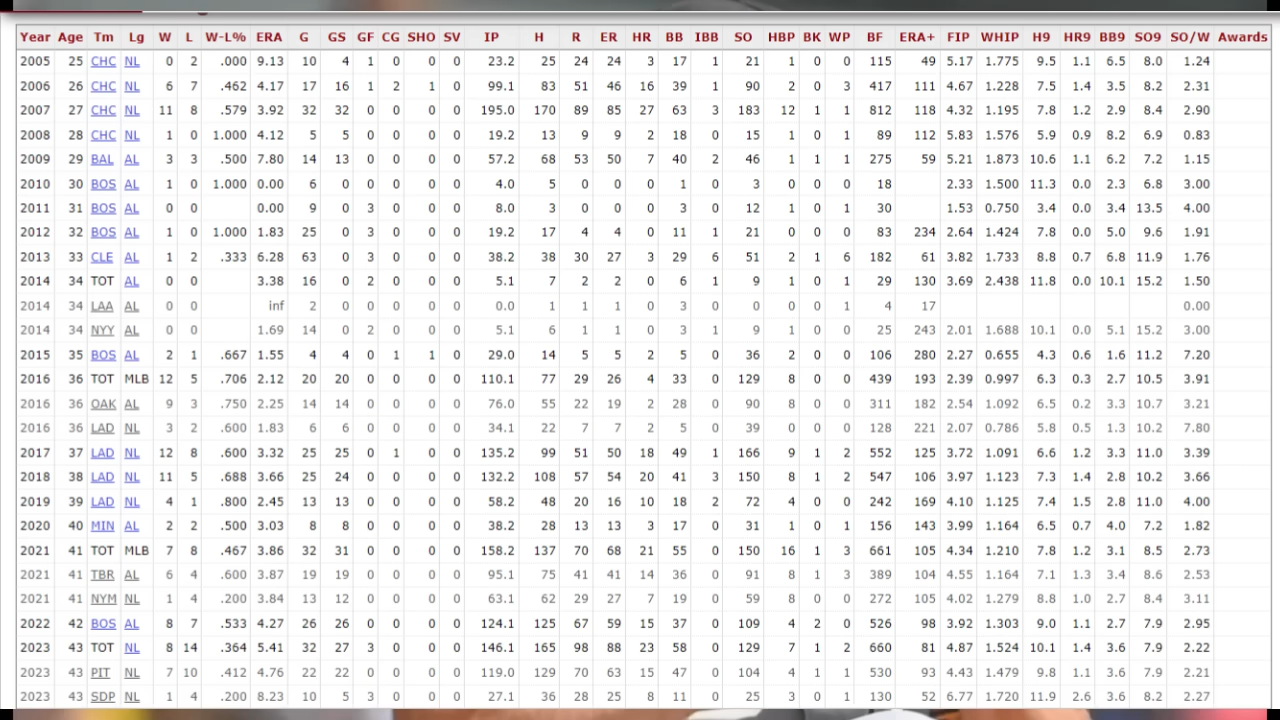 Year Age Tm Lg W L W-L% ERA G GS GF CG SHO SV IP H R ER HR BB IBB SO HBP BK WP BF ERA+ FIP WHIP H9 HR9 BB9 SO9 SO/W Awards
2005 25 CHC NL 0 2 .000 9.13 10 4 1 0 0 0 23.2 25 24 24 3 17 1 21 1 0 0 115 49 5.17 1.775 9.5 1.1 6.5 8.0 1.24
2006 26 CHC NL 6 7 .462 4.17 17 16 1 2 1 0 99.1 83 51 46 16 39 1 90 2 0 3 417 111 4.67 1.228 7.5 1.4 3.5 8.2 2.31
2007 27 CHC NL 11 8 .579 3.92 32 32 0 0 0 0 195.0 170 89 85 27 63 3 183 12 1 1 812 118 4.32 1.195 7.8 1.2 2.9 8.4 2.90
2008 28 CHC NL 1 0 1.000 4.12 5 5 0 0 0 0 19.2 13 9 9 2 18 0 15 1 0 1 89 112 5.83 1.576 5.9 0.9 8.2 6.9 0.83
2009 29 BAL AL 3 3 .500 7.80 14 13 0 0 0 0 57.2 68 53 50 7 40 2 46 1 1 1 275 59 5.21 1.873 10.6 1.1 6.2 7.2 1.15
2010 30 BOS AL 1 0 1.000 0.00 6 0 0 0 0 0 4.0 5 0 0 0 1 0 3 0 0 0 18 2.33 1.500 11.3 0.0 2.3 6.8 3.00
2011 31 BOS AL 0 0 0.00 9 0 3 0 0 0 8.0 3 0 0 0 3 0 12 1 0 1 30 1.53 0.750 3.4 0.0 3.4 13.5 4.00
2012 32 BOS AL 1 0 1.000 1.83 25 0 3 0 0 0 19.2 17 4 4 0 11 1 21 0 0 0 83 234 2.64 1.424 7.8 0.0 5.0 9.6 1.91
2013 33 CLE AL 1 2 .333 6.28 63 0 3 0 0 0 38.2 38 30 27 3 29 6 51 2 1 6 182 61 3.82 1.733 8.8 0.7 6.8 11.9 1.76
2014 34 TOT AL 0 0 3.38 16 0 2 0 0 0 5.1 7 2 2 0 6 1 9 1 0 1 29 130 3.69 2.438 11.8 0.0 10.1 15.2 1.50
2014 34 LAA AL 0 0 inf 2 0 0 0 0 0 0.0 1 1 1 0 3 0 0 0 0 1 4 17 0.00
2014 34 NYY AL 0 0 1.69 14 0 2 0 0 0 5.1 6 1 1 0 3 1 9 1 0 0 25 243 2.01 1.688 10.1 0.0 5.1 15.2 3.00
2015 35 BOS AL 2 1 .667 1.55 4 4 0 1 1 0 29.0 14 5 5 2 5 0 36 2 0 0 106 280 2.27 0.655 4.3 0.6 1.6 11.2 7.20
2016 36 TOT MLB 12 5 .706 2.12 20 20 0 0 0 0 110.1 77 29 26 4 33 0 129 8 0 0 439 193 2.39 0.997 6.3 0.3 2.7 10.5 3.91
2016 36 OAK AL 9 3 .750 2.25 14 14 0 0 0 0 76.0 55 22 19 2 28 0 90 8 0 0 311 182 2.54 1.092 6.5 0.2 3.3 10.7 3.21
2016 36 LAD NL 3 2 .600 1.83 6 6 0 0 0 0 34.1 22 7 7 2 5 0 39 0 0 0 128 221 2.07 0.786 5.8 0.5 1.3 10.2 7.80
2017 37 LAD NL 12 8 .600 3.32 25 25 0 1 0 0 135.2 99 51 50 18 49 1 166 9 1 2 552 125 3.72 1.091 6.6 1.2 3.3 11.0 3.39
2018 38 LAD NL 11 5 .688 3.66 25 24 0 0 0 0 132.2 108 57 54 20 41 3 150 8 1 2 547 106 3.97 1.123 7.3 1.4 2.8 10.2 3.66
2019 39 LAD NL 4 1 .800 2.45 13 13 0 0 0 0 58.2 48 20 16 10 18 2 72 4 0 0 242 169 4.10 1.125 7.4 1.5 2.8 11.0 4.00
2020 40 MIN AL 2 2 .500 3.03 8 8 0 0 0 0 38.2 28 13 13 3 17 0 31 1 0 1 156 143 3.99 1.164 6.5 0.7 4.0 7.2 1.82
2021 41 TOT MLB 7 8 .467 3.86 32 31 0 0 0 0 158.2 137 70 68 21 55 0 150 16 1 3 661 105 4.34 1.210 7.8 1.2 3.1 8.5 2.73
2021 41 TBR AL 6 4 .600 3.87 19 19 0 0 0 0 95.1 75 41 41 14 36 0 91 8 1 3 389 104 4.55 1.164 7.1 1.3 3.4 8.6 2.53
2021 41 NYM NL 1 4 .200 3.84 13 12 0 0 0 0 63.1 62 29 27 7 19 0 59 8 0 0 272 105 4.02 1.279 8.8 1.0 2.7 8.4 3.11
2022 42 BOS AL 8 7 .533 4.27 26 26 0 0 0 0 124.1 125 67 59 15 37 0 109 4 2 0 526 98 3.92 1.303 9.0 1.1 2.7 7.9 2.95
2023 43 TOT NL 8 14 .364 5.41 32 27 3 0 0 0 146.1 165 98 88 23 58 0 129 7 1 2 660 81 4.87 1.524 10.1 1.4 3.6 7.9 2.22
2023 43 PIT NL 7 10 .412 4.76 22 22 0 0 0 0 119.0 129 70 63 15 47 0 104 4 1 1 530 93 4.43 1.479 9.8 1.1 3.6 7.9 2.21
2023 43 SDP NL 1 4 .200 8.23 10 5 3 0 0 0 27.1 36 28 25 8 11 0 25 3 0 1 130 52 6.77 1.720 11.9 2.6 3.6 8.2 2.27